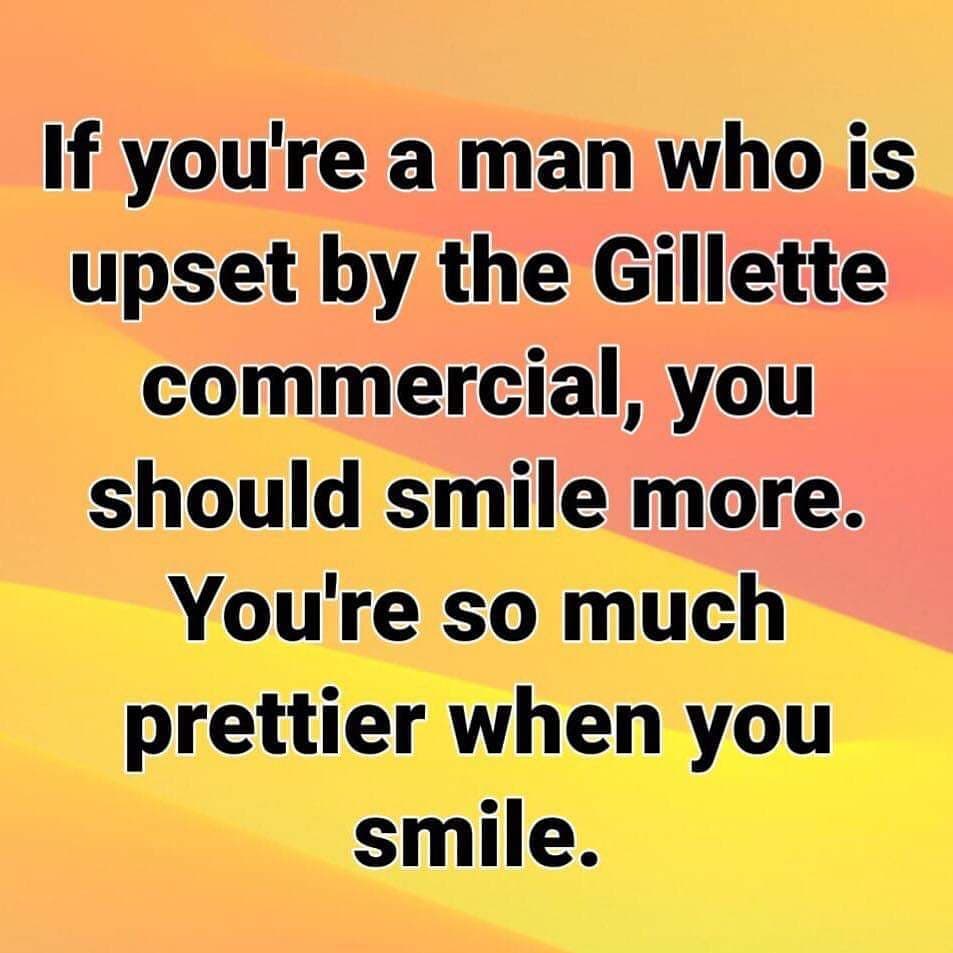 If you're a man who is
upset by the Gillette
commercial, you
should smile more.
You're so much
prettier when you
smile.